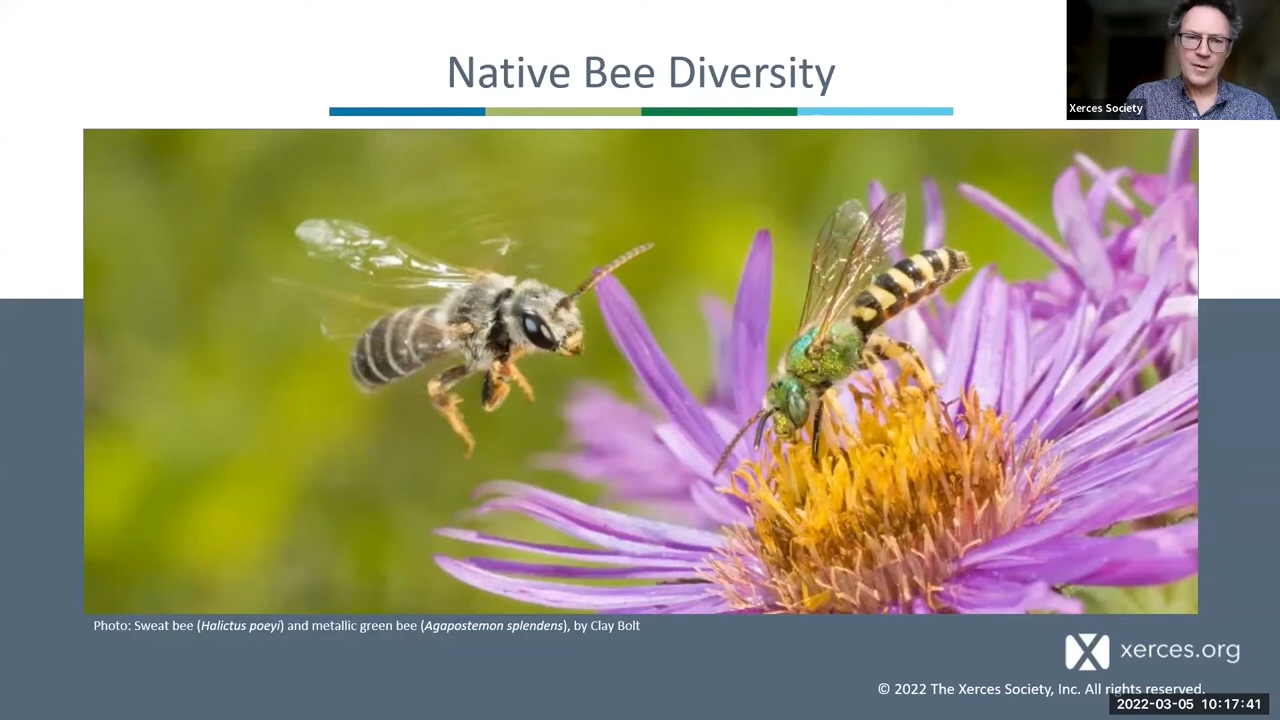 Native Bee Diversity
Xerces Society
Photo: Sweat bee (Halictus poeyi) and metallic green bee (Agapostemon splendens), by Clay Bolt
xerces.org
© 2022 The Xerces Society, Inc. All rights reserved.
2022-03-05 10:17:41